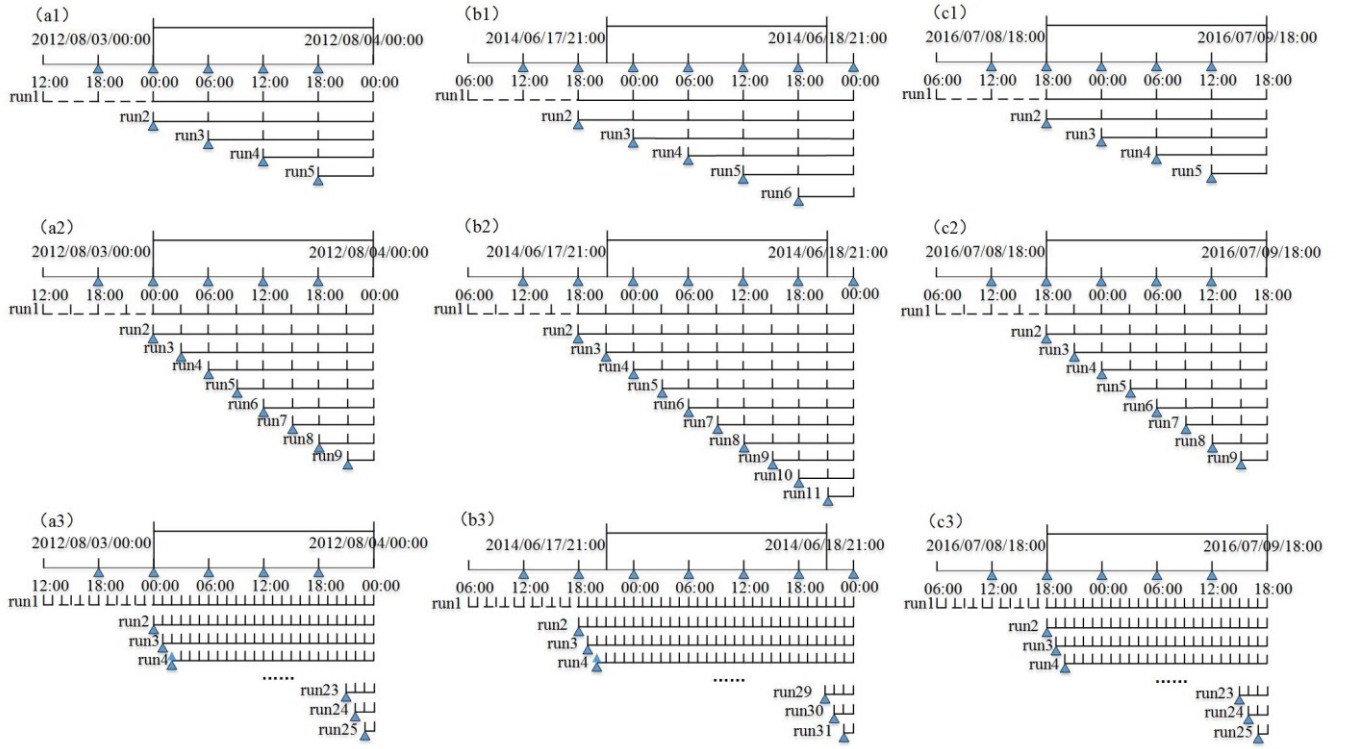 （a1）
2012/08/03/00:00
2012/08/04/00:00
12:00 18:00 00:00 06:00 12:00 18:00 00:00
run1
run2
run3
run4
run5
（b1）
2014/06/17/21:00
2014/06/18/21:00
06:00 12:00 18:00 00:00 06:00 12:00 18:00 00:00
run1
run2
run3
run4
run5
run6
（c1）
2016/07/08/18:00
2016/07/09/18:00
06:00 12:00 18:00 00:00 06:00 12:00 18:00
run1
run2
run3
run4
run5
（a2）
2012/08/03/00:00
2012/08/04/00:00
12:00 18:00 00:00 06:00 12:00 18:00 00:00
run1
run2
run3
run4
run5
run6
run7
run8
run9
（b2）
2014/06/17/21:00
2014/06/18/21:00
06:00 12:00 18:00 00:00 06:00 12:00 18:00 00:00
run1
run2
run3
run4
run5
run6
run7
run8
run9
run10
run11
（c2）
2016/07/08/18:00
2016/07/09/18:00
06:00 12:00 18:00 00:00 06:00 12:00 18:00
run1
run2
run3
run4
run5
run6
run7
run8
run9
（a3）
2012/08/03/00:00
2012/08/04/00:00
12:00 18:00 00:00 06:00 12:00 18:00 00:00
run1
run2
run3
run4
......
run23
run24
run25
（b3）
2014/06/17/21:00
2014/06/18/21:00
06:00 12:00 18:00 00:00 06:00 12:00 18:00 00:00
run1
run2
run3
run4
......
run29
run30
run31
（c3）
2016/07/08/18:00
2016/07/09/18:00
06:00 12:00 18:00 00:00 06:00 12:00 18:00
run1
run2
run3
run4
......
run23
run24
run25